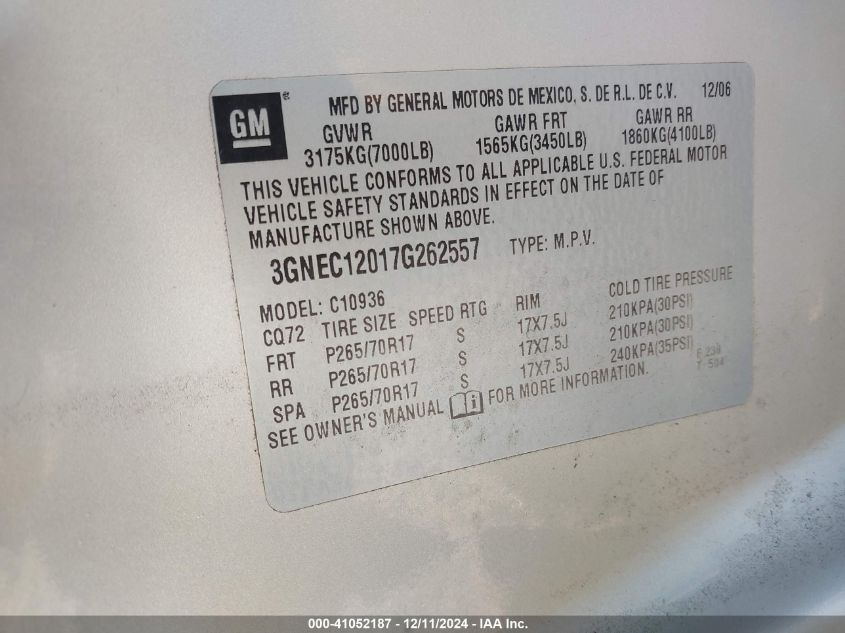 GM ® MFD BY GENERAL MOTORS DE MEXICO, S. DE R.L. DE C.V. 12/06
GVWR GAWR FRT GAWR RR
3175KG(7000LB) 1565KG(3450LB) 1860KG(4100LB)
THIS VEHICLE CONFORMS TO ALL APPLICABLE U.S. FEDERAL MOTOR
VEHICLE SAFETY STANDARDS IN EFFECT ON THE DATE OF
MANUFACTURE SHOWN ABOVE.
3GNEC12017G262557 TYPE: M.P.V.
MODEL: C10936
CQ72 TIRE SIZE SPEED RTG RIM COLD TIRE PRESSURE
FRT P265/70R17 S 17X7.5J 210KPA(30PSI)
RR P265/70R17 S 17X7.5J 210KPA(30PSI)
SPA P265/70R17 S 17X7.5J 240KPA(35PSI)
SEE OWNER'S MANUAL FOR MORE INFORMATION.
T 504
000-41052187 - 12/11/2024 - IAA Inc.